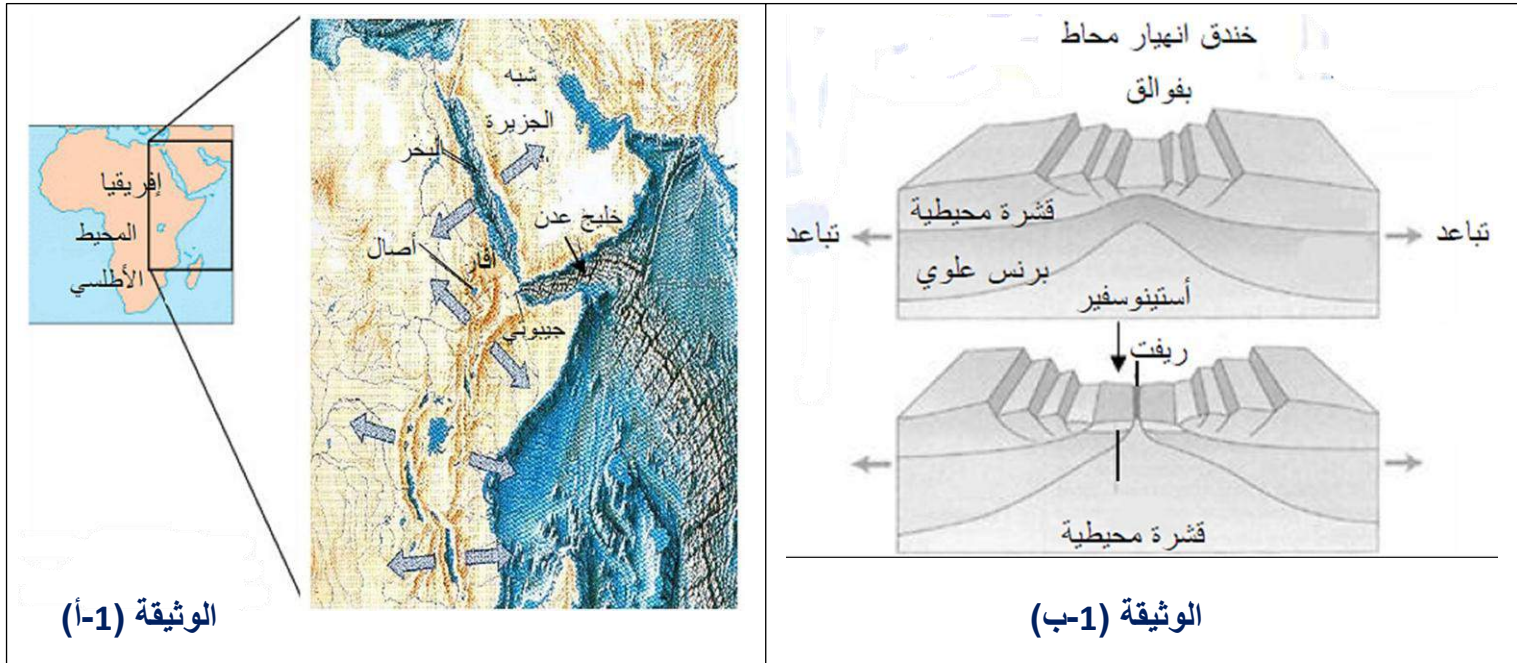 إفريقيا
المحيط
الأطلسي
شبه
الجزيرة
البخر
خليج عدن
أصال
أفار
جيبوتي
الوثيقة (1-أ)
خندق انهيار محاط
بفوالق
قشرة محيطية
تباعد
تباعد
برنس علوي
أستينوسفير
ريفت
قشرة محيطية
الوثيقة (1-ب)